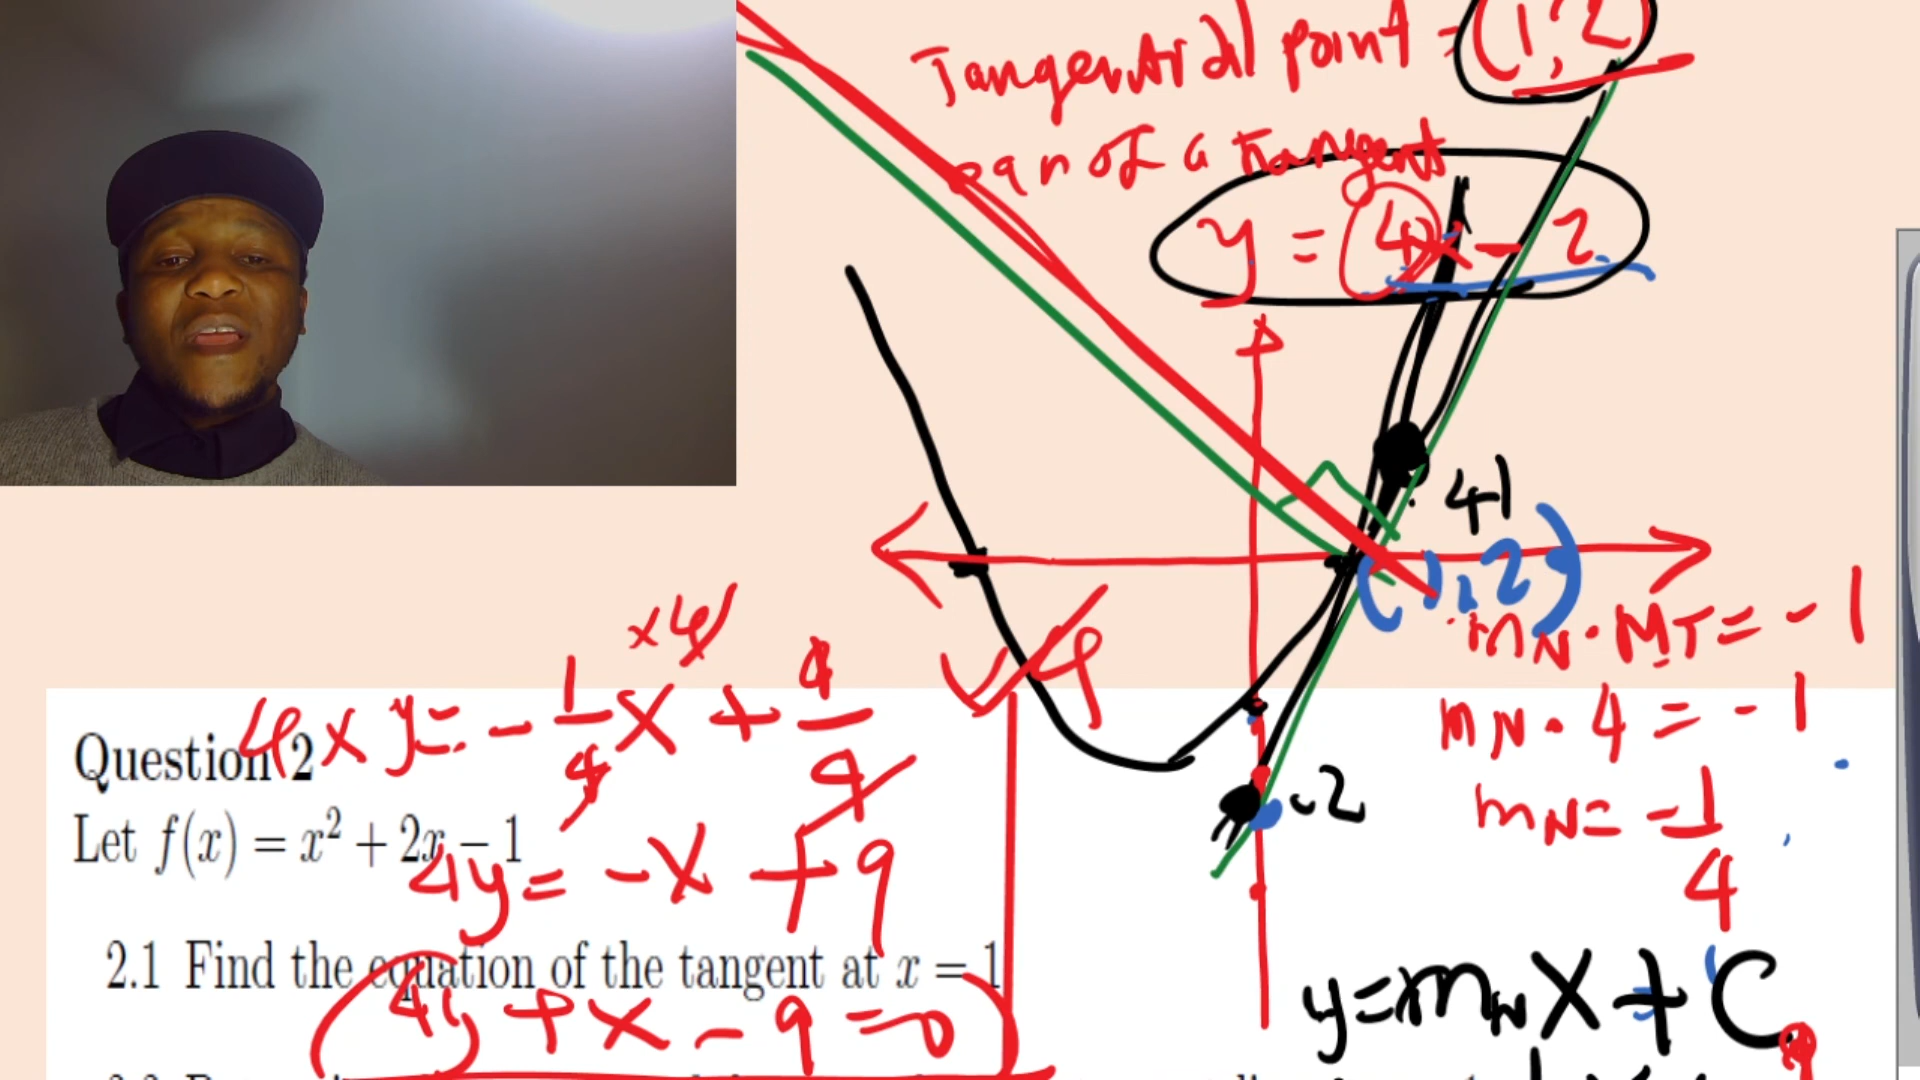 Tangential point = (1; 2)
eqn of a tangent
y = 4x - 2
41
(1, 2)
mN · MT = -1
mN · 4 = -1
mN = -1/4
-2
y = mN x + C
×4
4 × y = -1/4 x + 9/4
4y = -x + 9
4y + x - 9 = 0
Question 2
Let f(x) = x² + 2x − 1
2.1 Find the equation of the tangent at x = 1